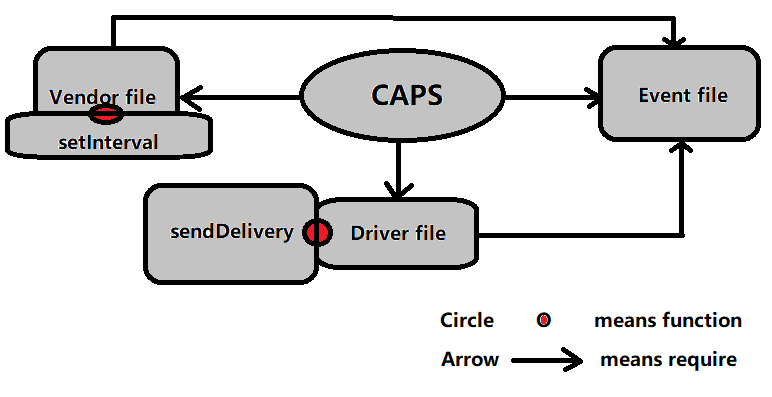 Vendor file
CAPS
Event file
setInterval
sendDelivery
Driver file
Circle means function
Arrow means require